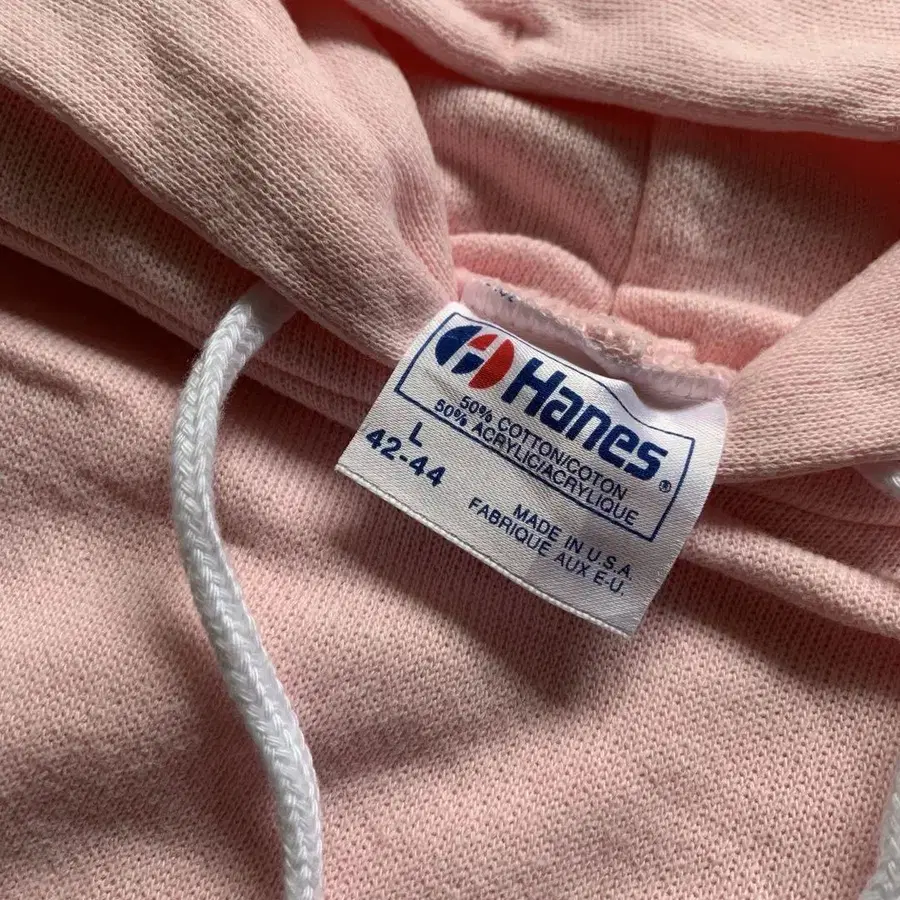 Hanes®
50% COTTON/COTON
50% ACRYLIC/ACRYLIQUE
L
42-44
MADE IN U.S.A.
FABRIQUE AUX E-U.